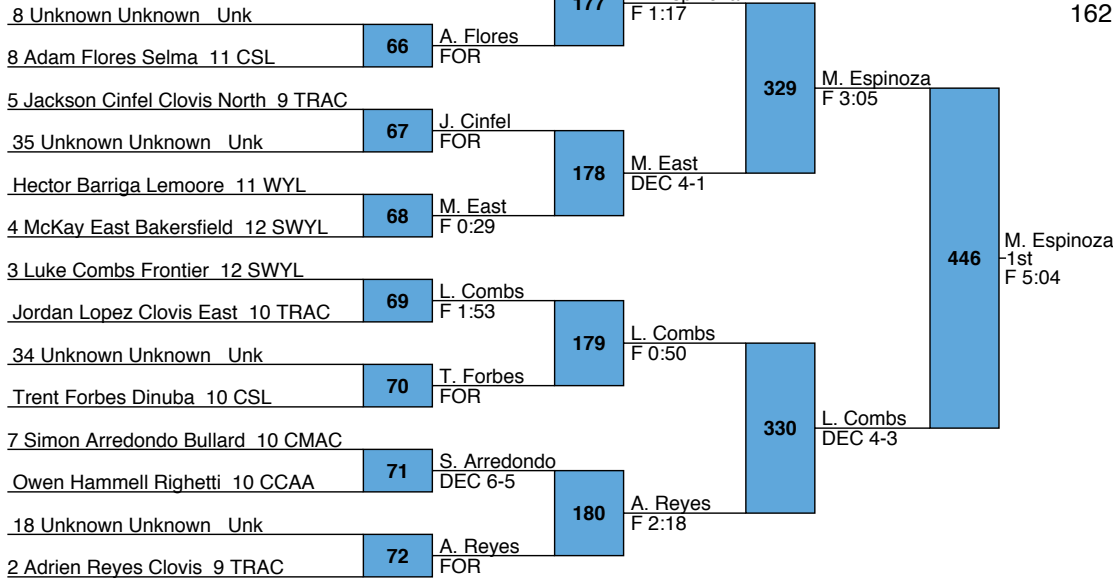 177
F 1:17
162
8 Unknown Unknown Unk
66
A. Flores
FOR
8 Adam Flores Selma 11 CSL
329
M. Espinoza
F 3:05
5 Jackson Cinfel Clovis North 9 TRAC
67
J. Cinfel
FOR
35 Unknown Unknown Unk
178
M. East
DEC 4-1
Hector Barriga Lemoore 11 WYL
68
M. East
F 0:29
4 McKay East Bakersfield 12 SWYL
446
M. Espinoza
1st
F 5:04
3 Luke Combs Frontier 12 SWYL
69
L. Combs
F 1:53
Jordan Lopez Clovis East 10 TRAC
179
L. Combs
F 0:50
34 Unknown Unknown Unk
70
T. Forbes
FOR
Trent Forbes Dinuba 10 CSL
330
L. Combs
DEC 4-3
7 Simon Arredondo Bullard 10 CMAC
71
S. Arredondo
DEC 6-5
Owen Hammell Righetti 10 CCAA
180
A. Reyes
F 2:18
18 Unknown Unknown Unk
72
A. Reyes
FOR
2 Adrien Reyes Clovis 9 TRAC